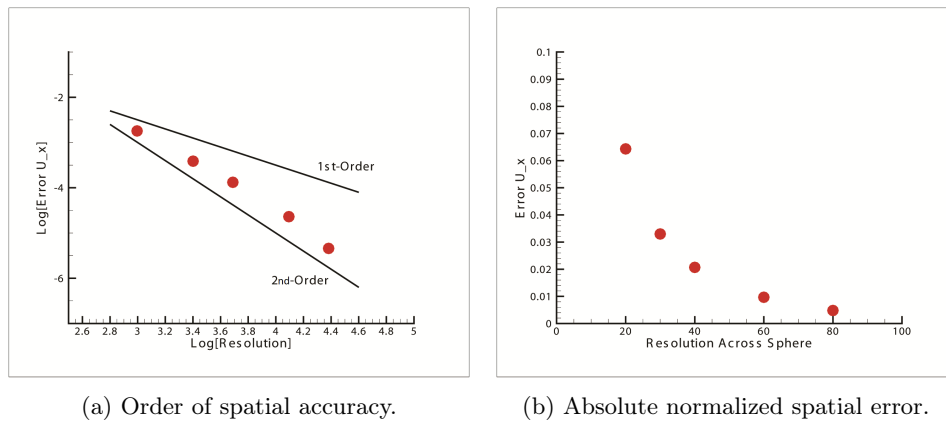 -2
-4
-6
Log[Error U_x]
1st-Order
2nd-Order
2.6 2.8 3 3.2 3.4 3.6 3.8 4 4.2 4.4 4.6 4.8 5
Log[Resolution]
(a) Order of spatial accuracy.
0.1
0.09
0.08
0.07
0.06
0.05
0.04
0.03
0.02
0.01
0
Error U_x
0 20 40 60 80 100
Resolution Across Sphere
(b) Absolute normalized spatial error.